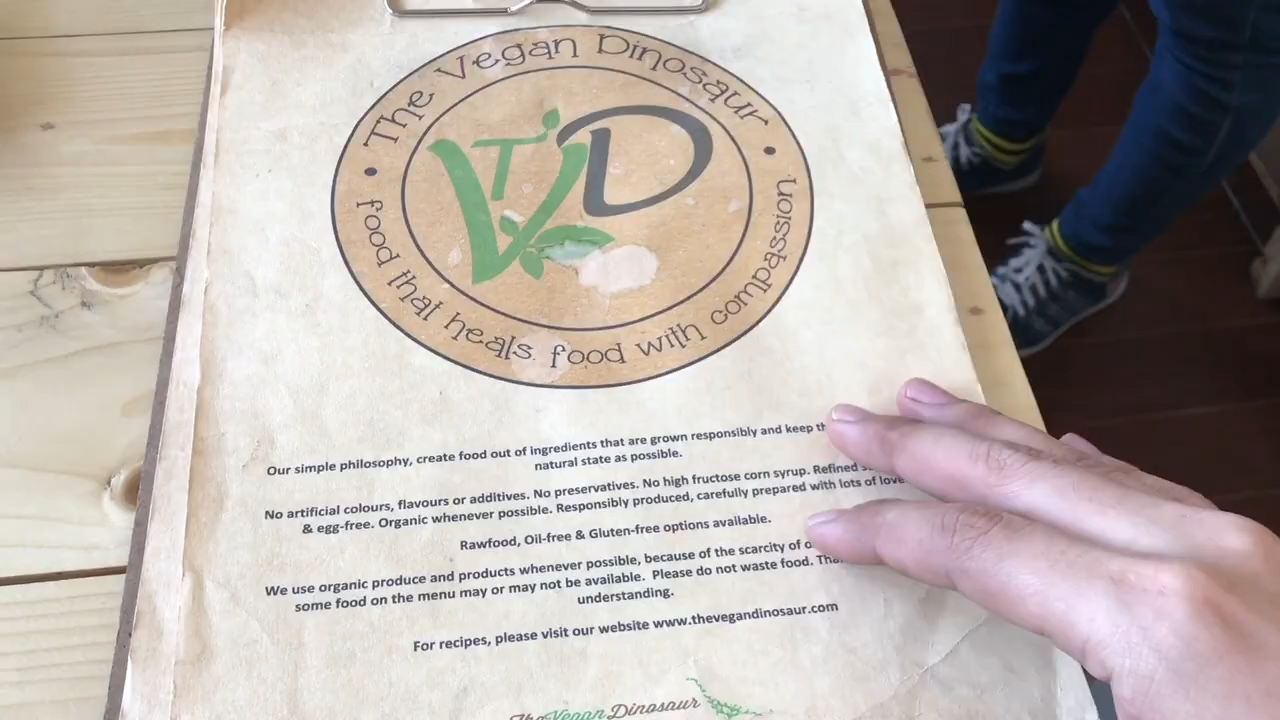 The Vegan Dinosaur
VTD
food that heals. food with compassion.
Our simple philosophy, create food out of ingredients that are grown responsibly and keep
natural state as possible.
No artificial colours, flavours or additives. No preservatives. No high fructose corn syrup. Refined
& egg-free. Organic whenever possible. Responsibly produced, carefully prepared with lots of love
Rawfood, Oil-free & Gluten-free options available.
We use organic produce and products whenever possible, because of the scarcity of
some food on the menu may or may not be available. Please do not waste food.
understanding.
For recipes, please visit our website www.thevegandinosaur.com
The Vegan Dinosaur